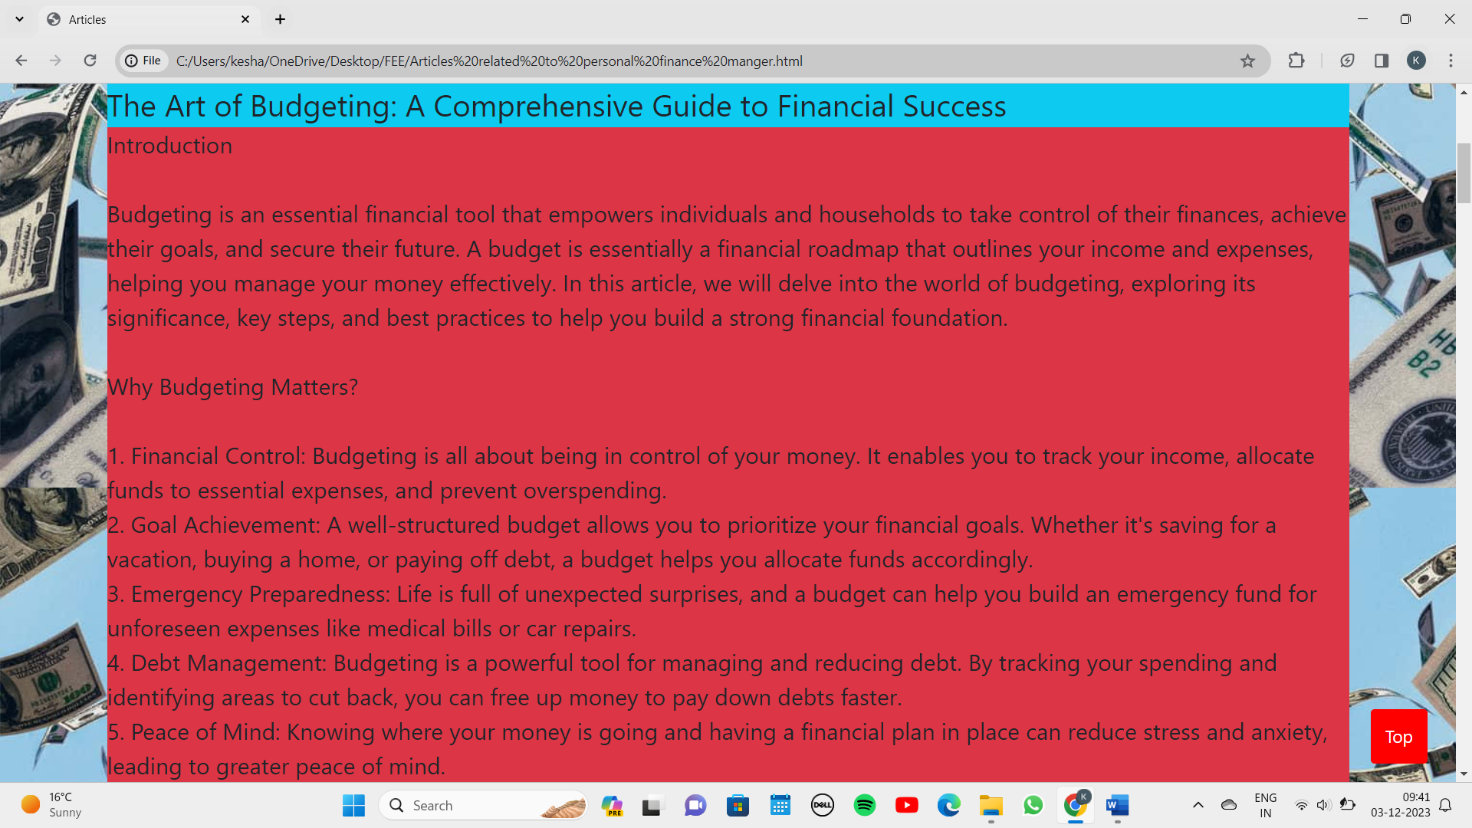 Articles
File
C:/Users/kesha/OneDrive/Desktop/FEE/Articles%20related%20to%20personal%20finance%20manger.html
K
The Art of Budgeting: A Comprehensive Guide to Financial Success
Introduction
Budgeting is an essential financial tool that empowers individuals and households to take control of their finances, achieve
their goals, and secure their future. A budget is essentially a financial roadmap that outlines your income and expenses,
helping you manage your money effectively. In this article, we will delve into the world of budgeting, exploring its
significance, key steps, and best practices to help you build a strong financial foundation.
Why Budgeting Matters?
1. Financial Control: Budgeting is all about being in control of your money. It enables you to track your income, allocate
funds to essential expenses, and prevent overspending.
2. Goal Achievement: A well-structured budget allows you to prioritize your financial goals. Whether it's saving for a
vacation, buying a home, or paying off debt, a budget helps you allocate funds accordingly.
3. Emergency Preparedness: Life is full of unexpected surprises, and a budget can help you build an emergency fund for
unforeseen expenses like medical bills or car repairs.
4. Debt Management: Budgeting is a powerful tool for managing and reducing debt. By tracking your spending and
identifying areas to cut back, you can free up money to pay down debts faster.
5. Peace of Mind: Knowing where your money is going and having a financial plan in place can reduce stress and anxiety,
leading to greater peace of mind.
B2
Top
16°C
Sunny
Search
PRE
DELL
K
W
ENG
IN
09:41
03-12-2023